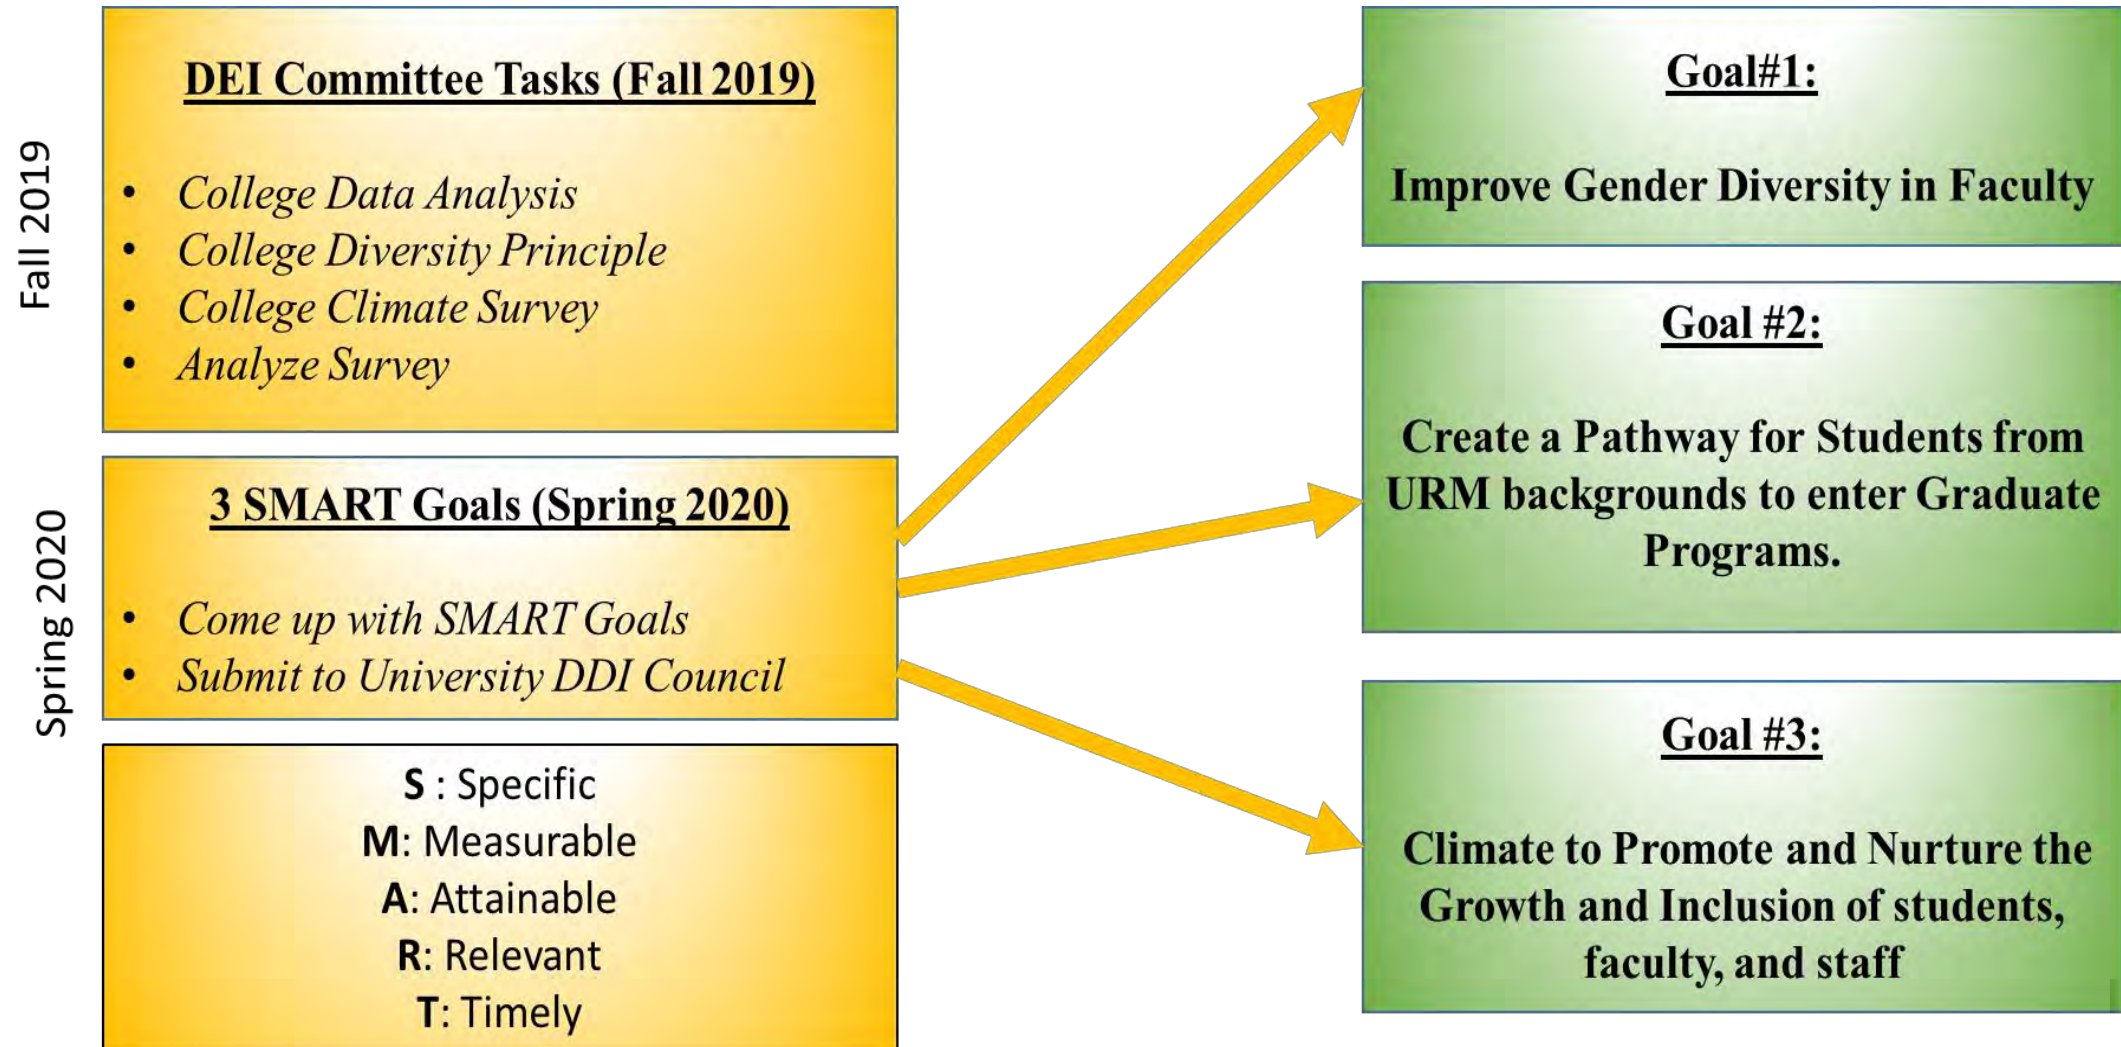 Fall 2019
DEI Committee Tasks (Fall 2019)
• College Data Analysis
• College Diversity Principle
• College Climate Survey
• Analyze Survey
Spring 2020
3 SMART Goals (Spring 2020)
• Come up with SMART Goals
• Submit to University DDI Council
S : Specific
M: Measurable
A: Attainable
R: Relevant
T: Timely
Goal#1:
Improve Gender Diversity in Faculty
Goal #2:
Create a Pathway for Students from
URM backgrounds to enter Graduate
Programs.
Goal #3:
Climate to Promote and Nurture the
Growth and Inclusion of students,
faculty, and staff